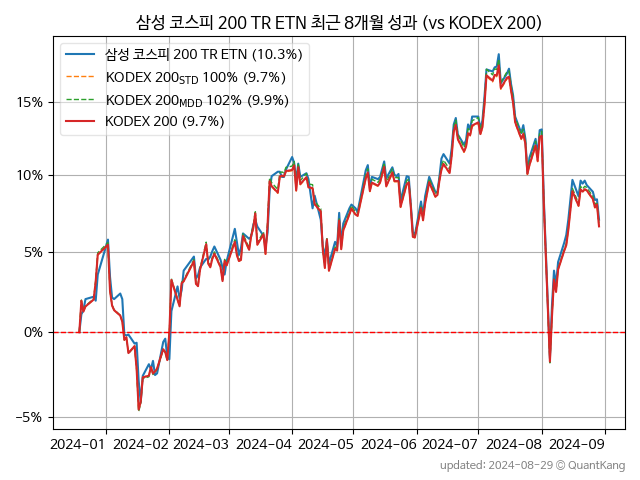 삼성 코스피 200 TR ETN 최근 8개월 성과 (vs KODEX 200)
삼성 코스피 200 TR ETN (10.3%)
KODEX 200STD 100% (9.7%)
KODEX 200MDD 102% (9.9%)
KODEX 200 (9.7%)
15%
10%
5%
0%
−5%
2024-01 2024-02 2024-03 2024-04 2024-05 2024-06 2024-07 2024-08 2024-09
updated: 2024-08-29 © QuantKang